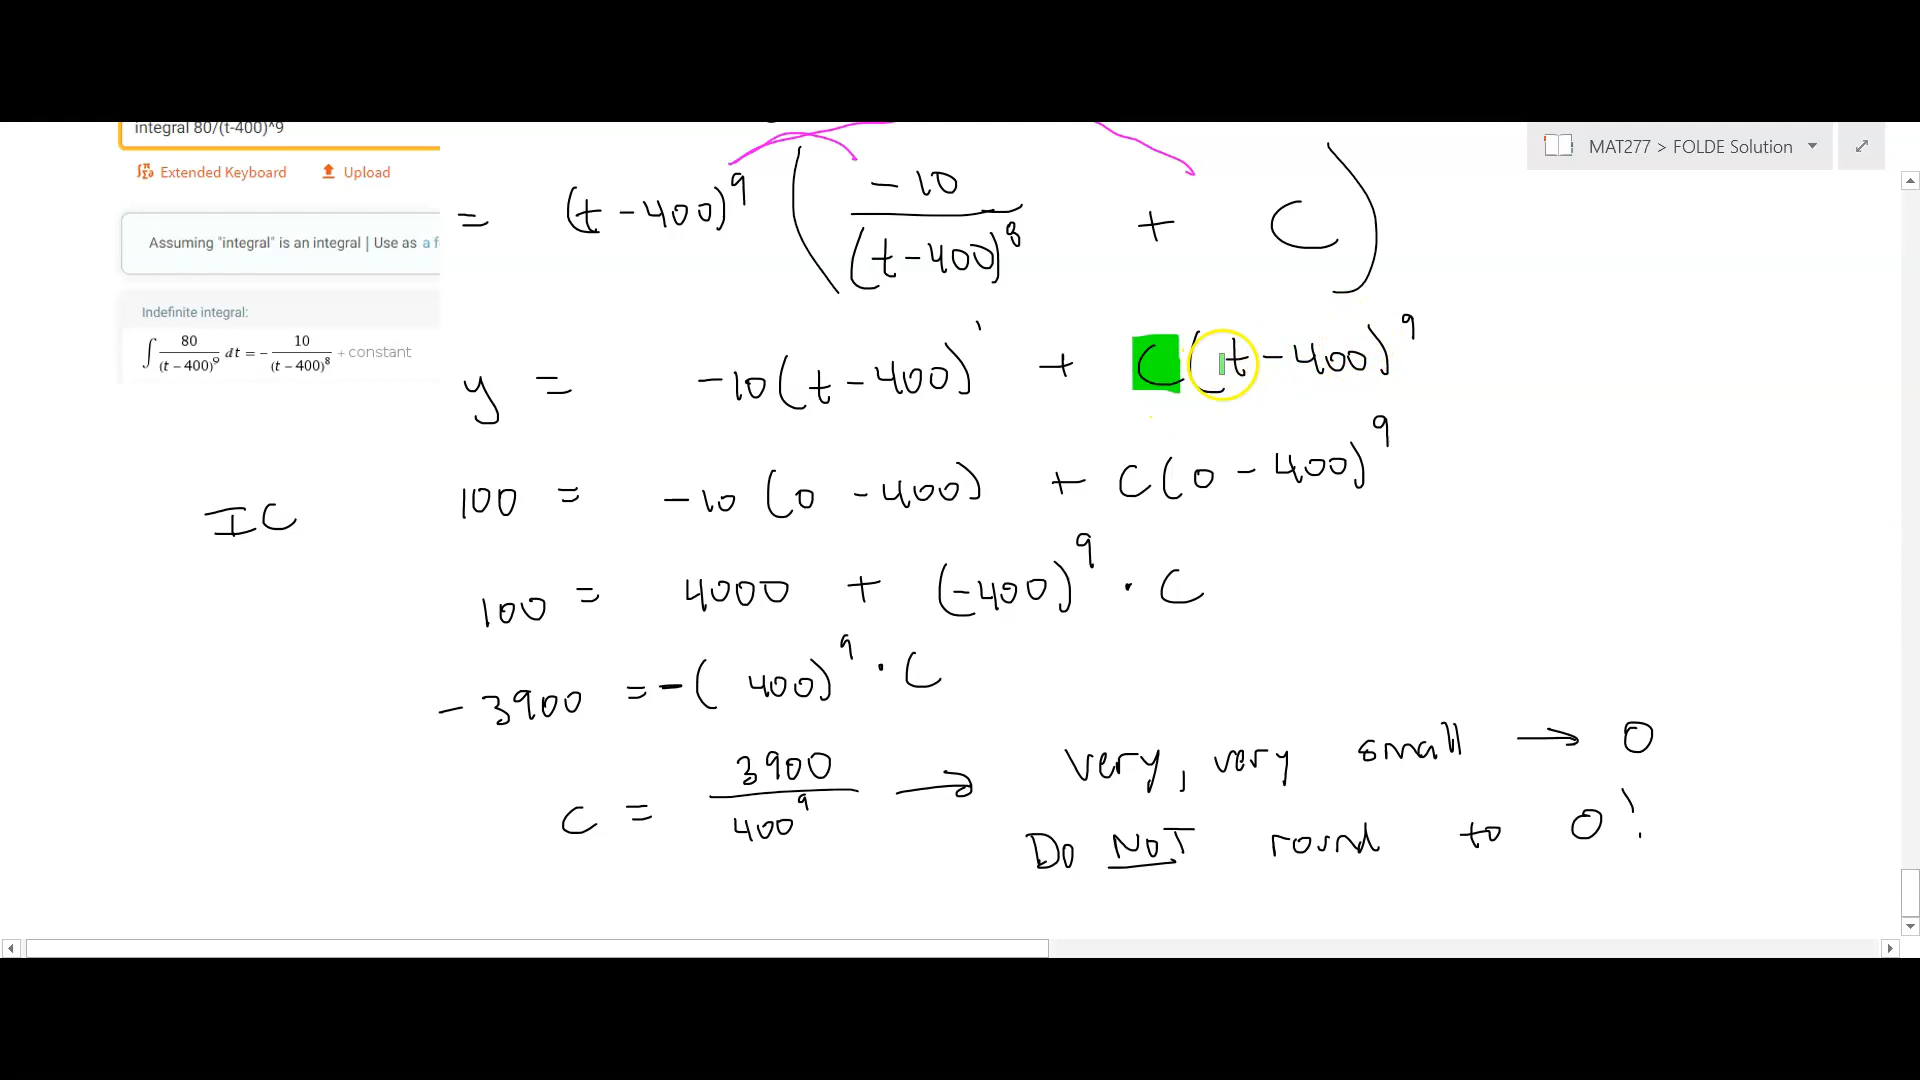 integral 80/(t-400)^9
MAT277 > FOLDE Solution
Extended Keyboard Upload
Assuming "integral" is an integral | Use as a f
Indefinite integral:
∫ 80/(t − 400)^9 dt = − 10/(t − 400)^8 + constant
= (t - 400)^9 ( -10/(t - 400)^8 + C )
y = -10(t - 400)^1 + C(t - 400)^9
IC 100 = -10(0 - 400) + C(0 - 400)^9
100 = 4000 + (-400)^9 · C
-3900 = -(400)^9 · C
C = 3900/400^9 → very, very small → 0
Do NOT round to 0!